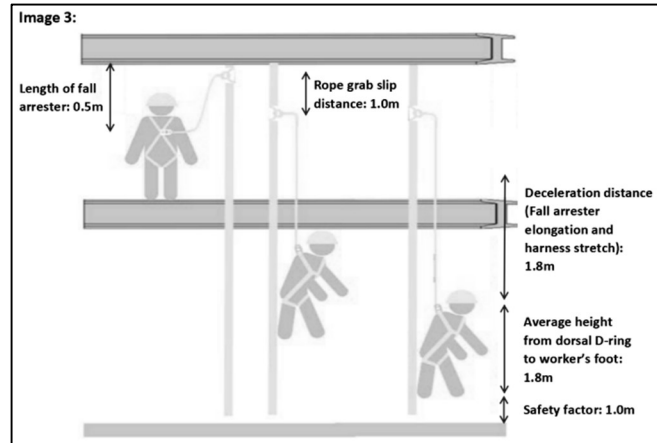 Image 3:
Length of fall
arrester: 0.5m
Rope grab slip
distance: 1.0m
Deceleration distance
(Fall arrester
elongation and
harness stretch):
1.8m
Average height
from dorsal D-ring
to worker's foot:
1.8m
Safety factor: 1.0m